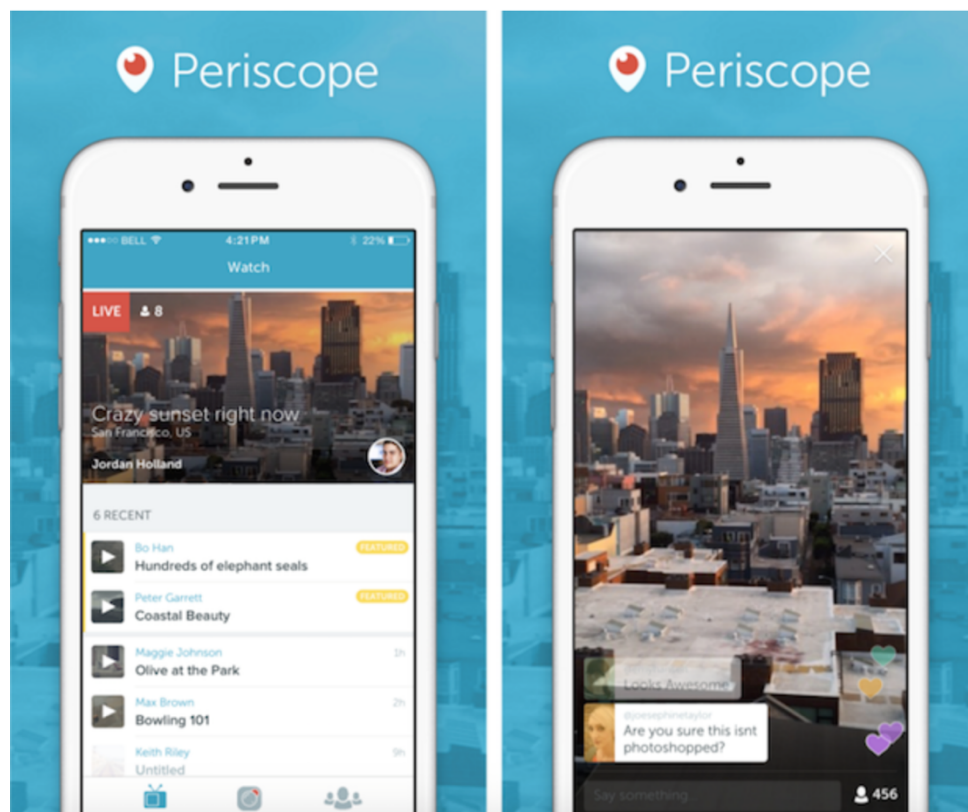 Periscope
BELL
4:21 PM
22%
Watch
LIVE
8
Crazy sunset right now
San Francisco, US
Jordan Holland
6 RECENT
Bo Han
FEATURED
Hundreds of elephant seals
Peter Garrett
FEATURED
Coastal Beauty
Maggie Johnson
1h
Olive at the Park
Max Brown
2h
Bowling 101
Keith Riley
9h
Untitled
Periscope
Looks Awesome
@joesephinetaylor
Are you sure this isnt
photoshopped?
Say something...
456